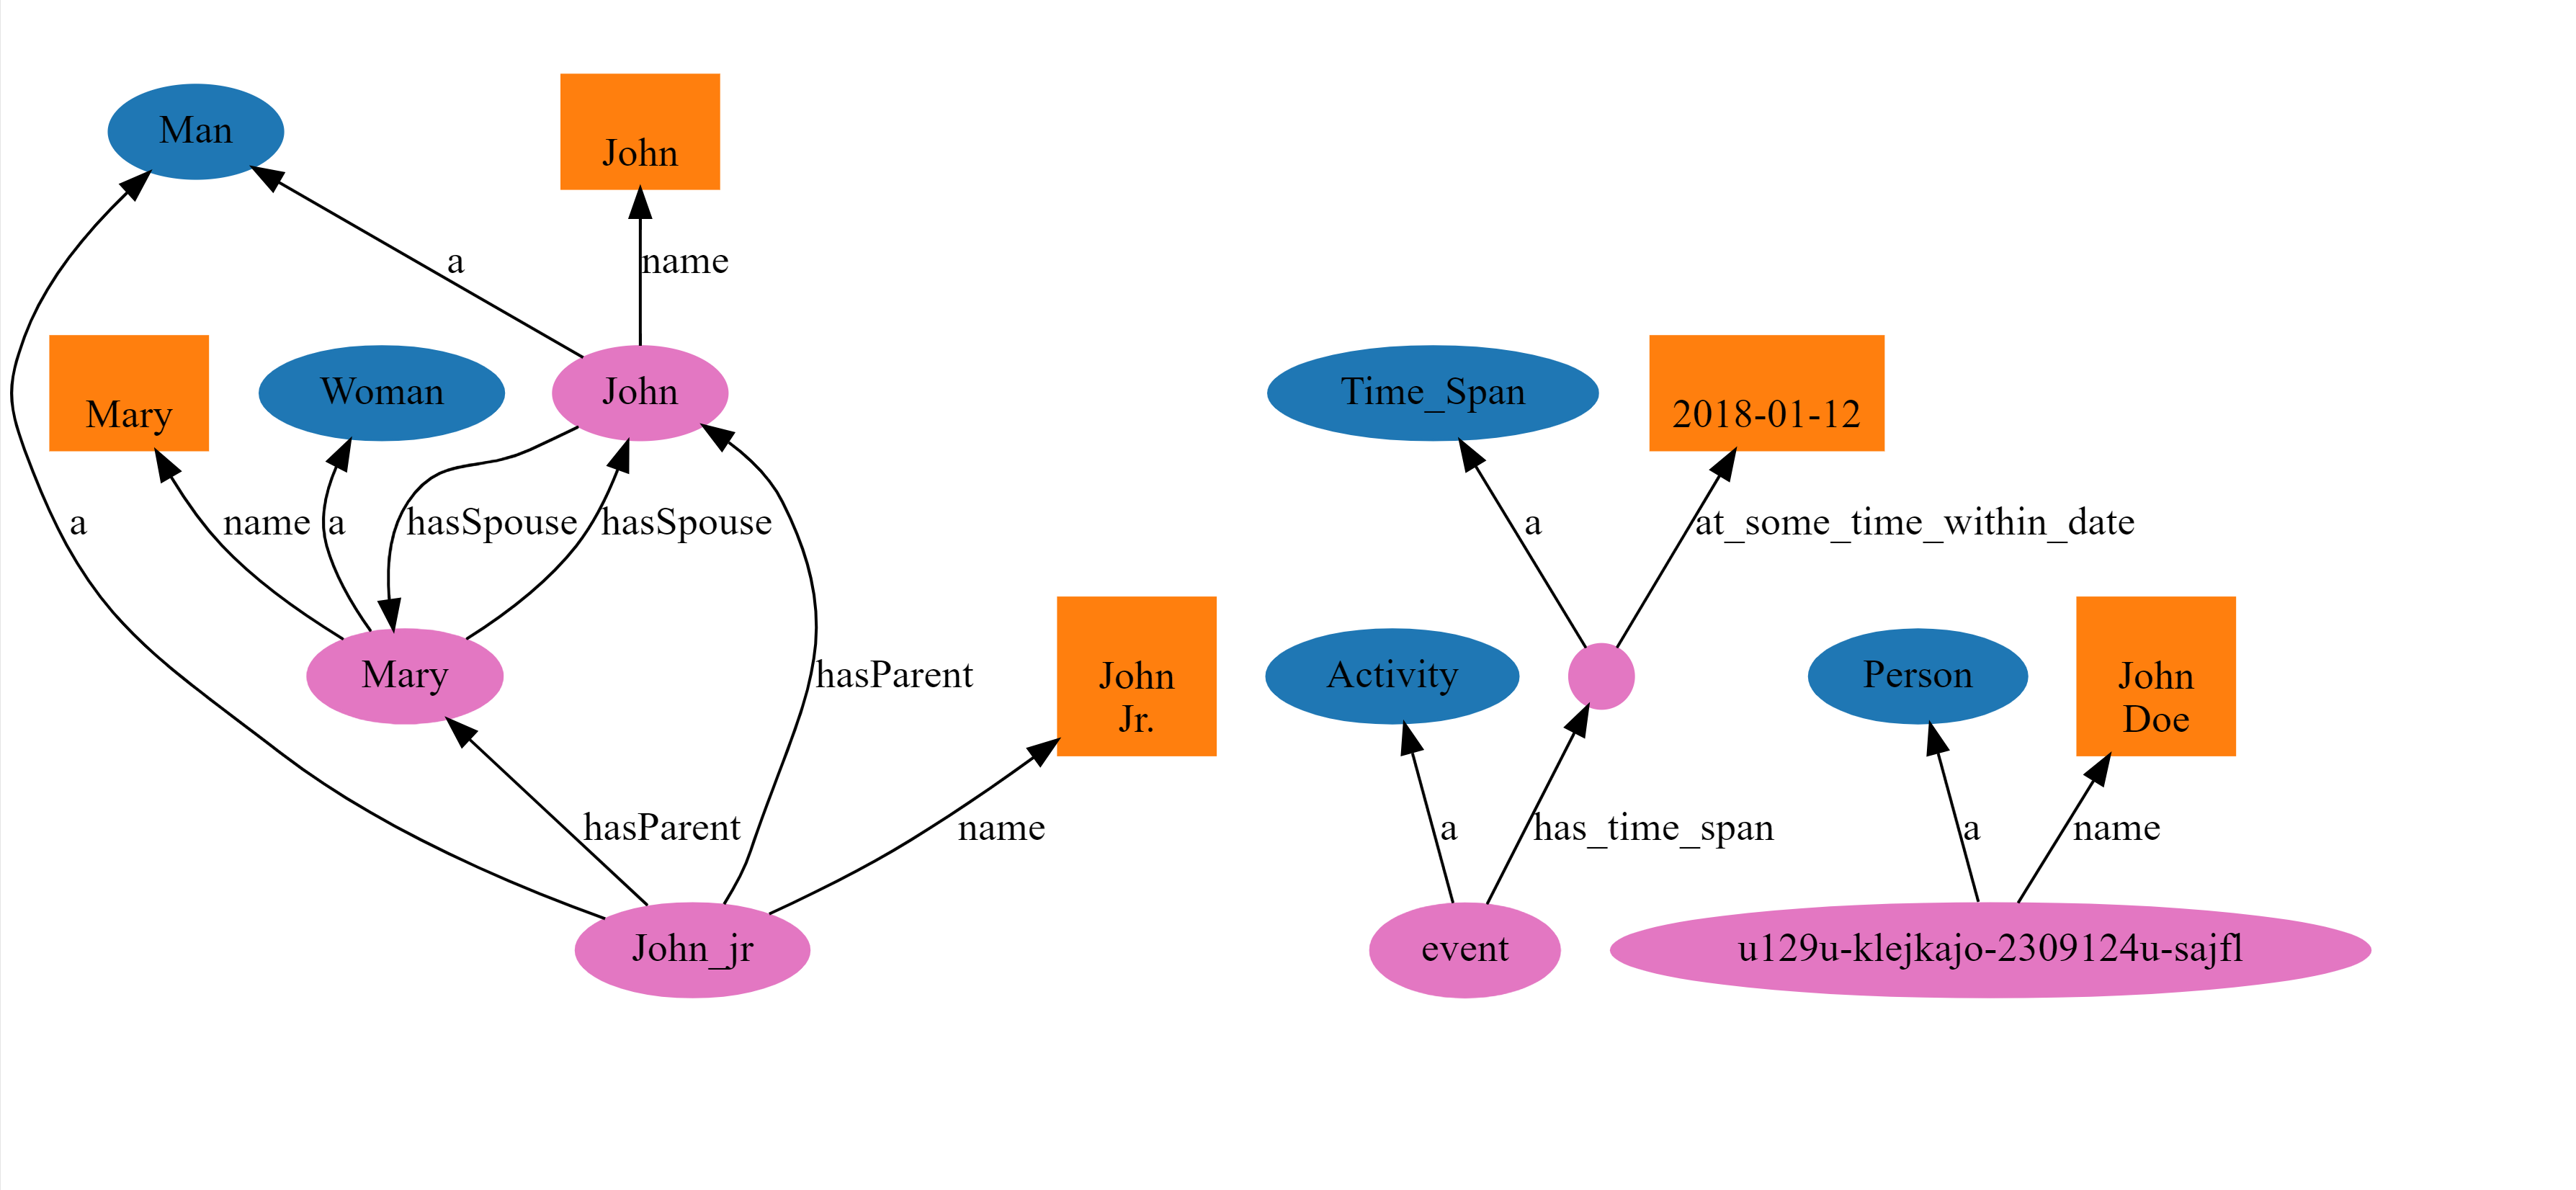 Man
John
a
name
Mary
Woman
John
Time_Span
2018-01-12
a
name
a
hasSpouse
hasSpouse
a
at_some_time_within_date
Mary
hasParent
John
Jr.
Activity
Person
John
Doe
hasParent
name
a
has_time_span
a
name
John_jr
event
u129u-klejkajo-2309124u-sajfl